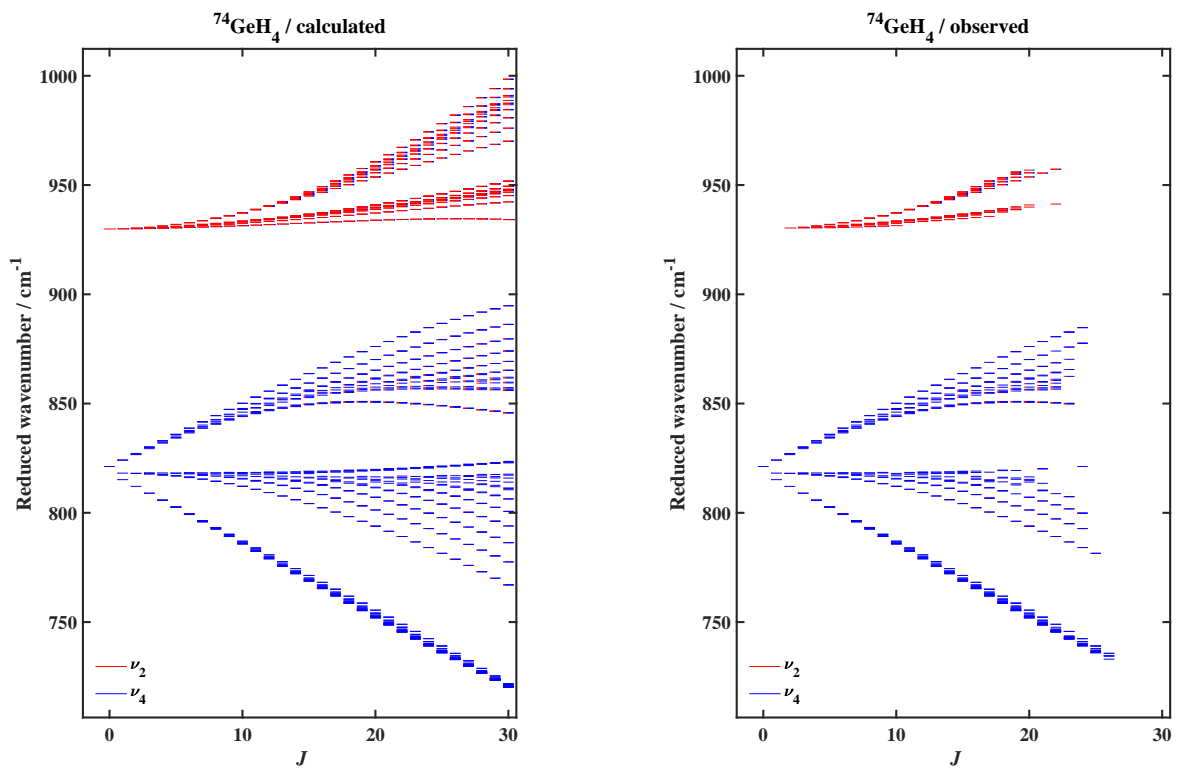 ⁷⁴GeH₄ / calculated
Reduced wavenumber / cm⁻¹
1000
950
900
850
800
750
ν₂
ν₄
0 10 20 30
J
⁷⁴GeH₄ / observed
Reduced wavenumber / cm⁻¹
1000
950
900
850
800
750
ν₂
ν₄
0 10 20 30
J